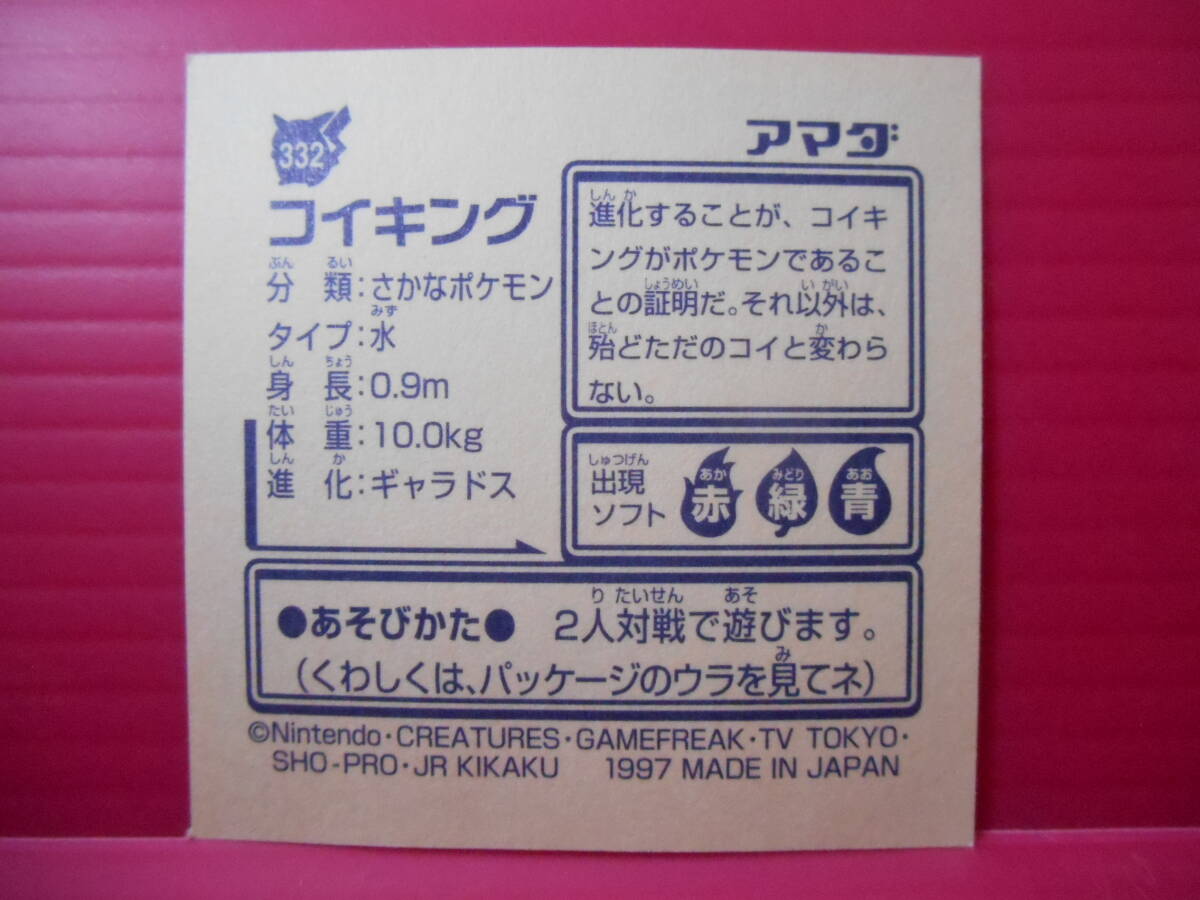 332
アマダ
コイキング
分類：さかなポケモン
タイプ：水
身長：0.9m
体重：10.0kg
進化：ギャラドス
進化することが、コイキ
ングがポケモンであるこ
との証明だ。それ以外は、
殆どただのコイと変わら
ない。
出現
ソフト
赤 緑 青
●あそびかた● 2人対戦で遊びます。
（くわしくは、パッケージのウラを見てネ）
©Nintendo・CREATURES・GAMEFREAK・TV TOKYO・
SHO-PRO・JR KIKAKU 1997 MADE IN JAPAN